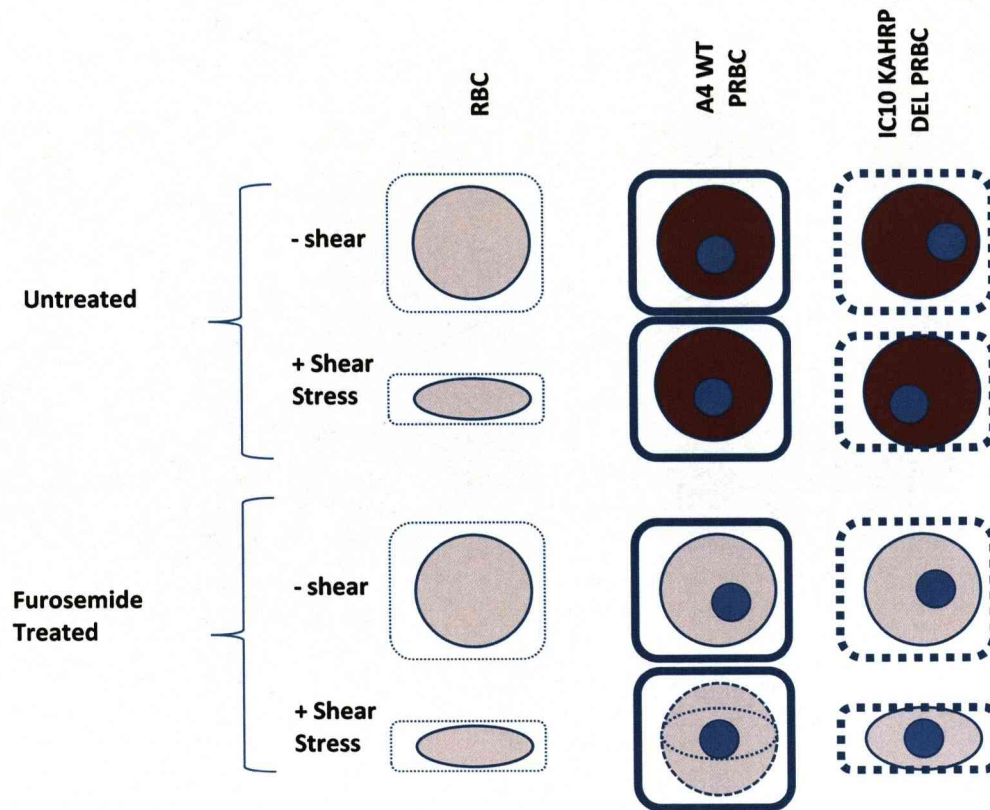 RBC
A4 WT
PRBC
IC10 KAHRP
DEL PRBC
Untreated
- shear
+ Shear
Stress
Furosemide
Treated
- shear
+ Shear
Stress